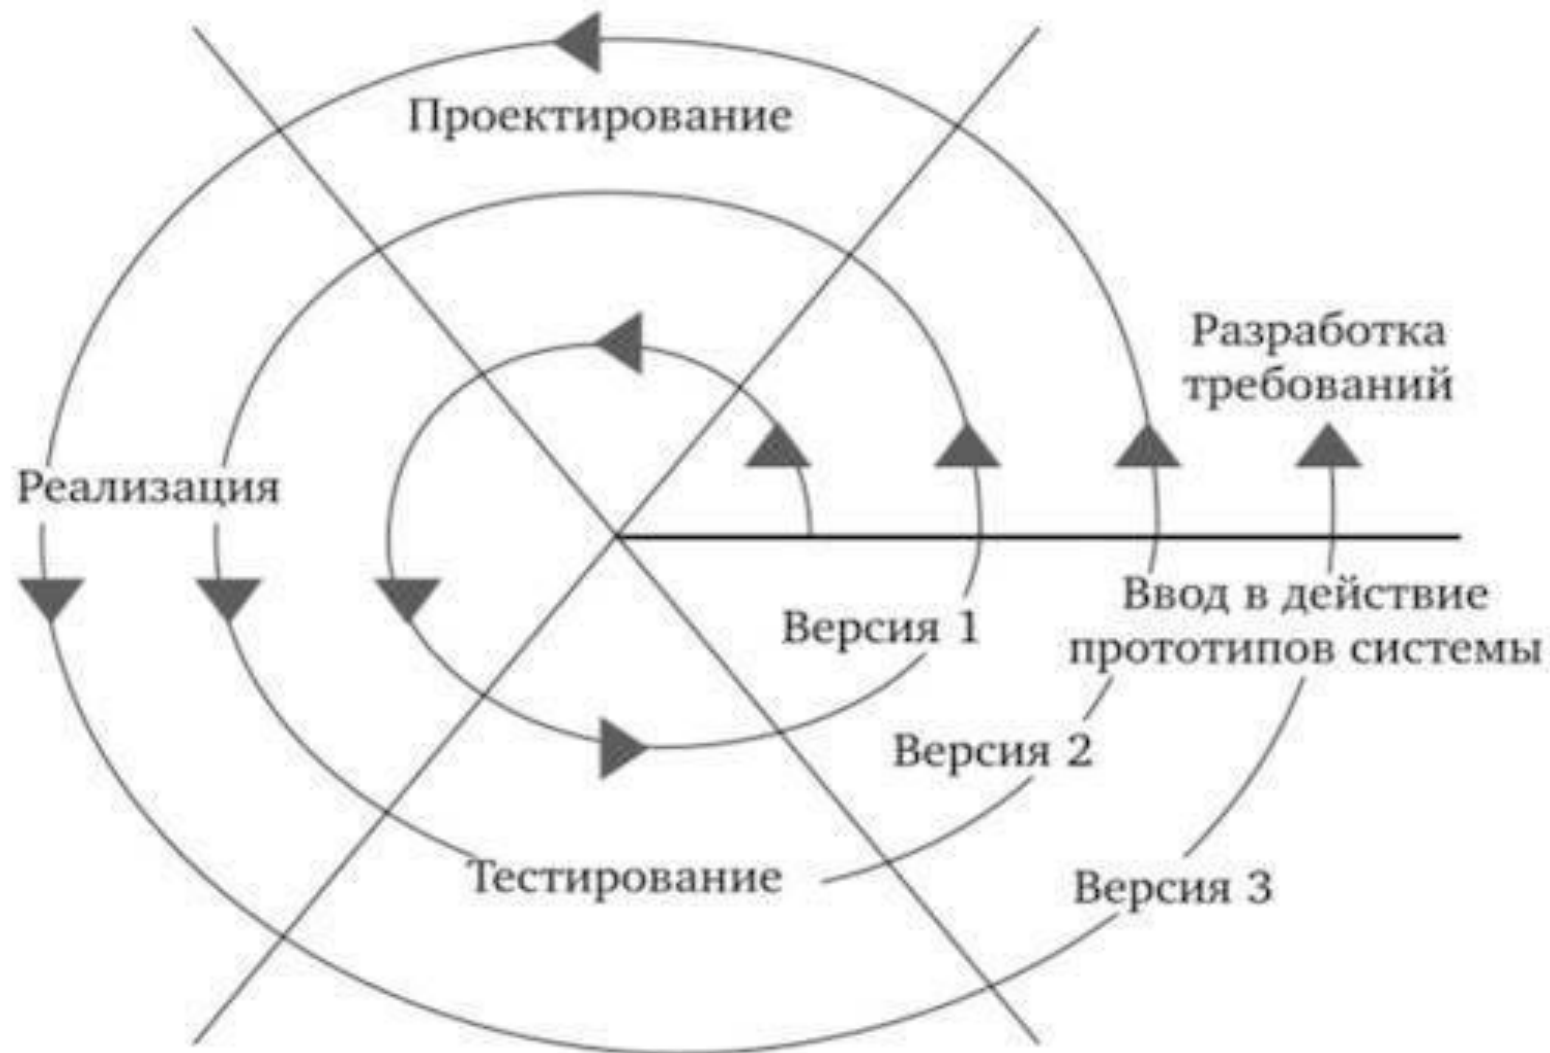 Проектирование
Разработка
требований
Реализация
Ввод в действие
прототипов системы
Версия 1
Версия 2
Тестирование
Версия 3